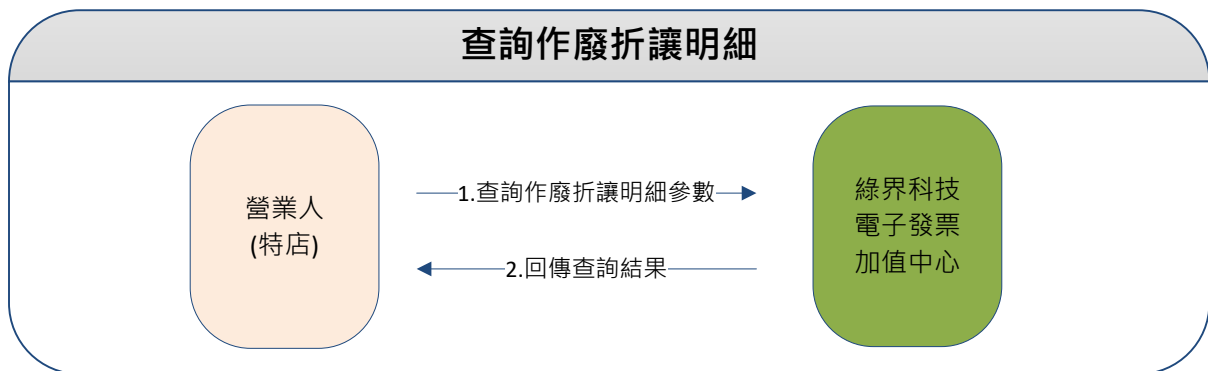 查詢作廢折讓明細
營業人
(特店)
1.查詢作廢折讓明細參數
2.回傳查詢結果
綠界科技
電子發票
加值中心